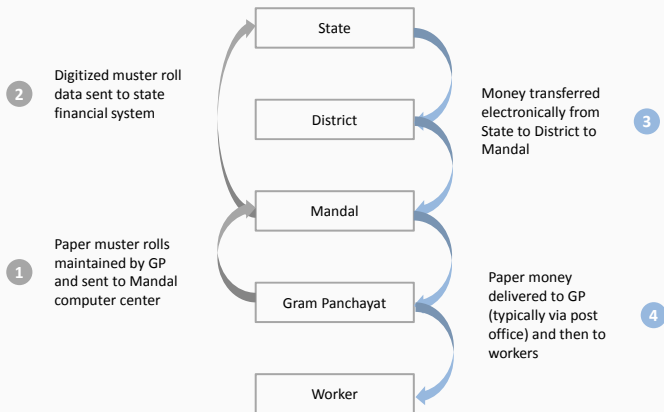 State
2
Digitized muster roll
data sent to state
financial system
District
Money transferred
electronically from
State to District to
Mandal
3
Mandal
1
Paper muster rolls
maintained by GP
and sent to Mandal
computer center
Gram Panchayat
Paper money
delivered to GP
(typically via post
office) and then to
workers
4
Worker